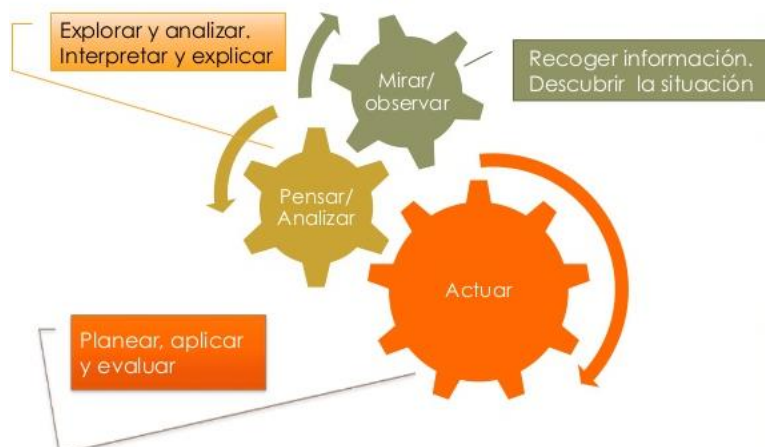 Explorar y analizar.
Interpretar y explicar
Mirar/
observar
Recoger información.
Descubrir la situación
Pensar/
Analizar
Actuar
Planear, aplicar
y evaluar